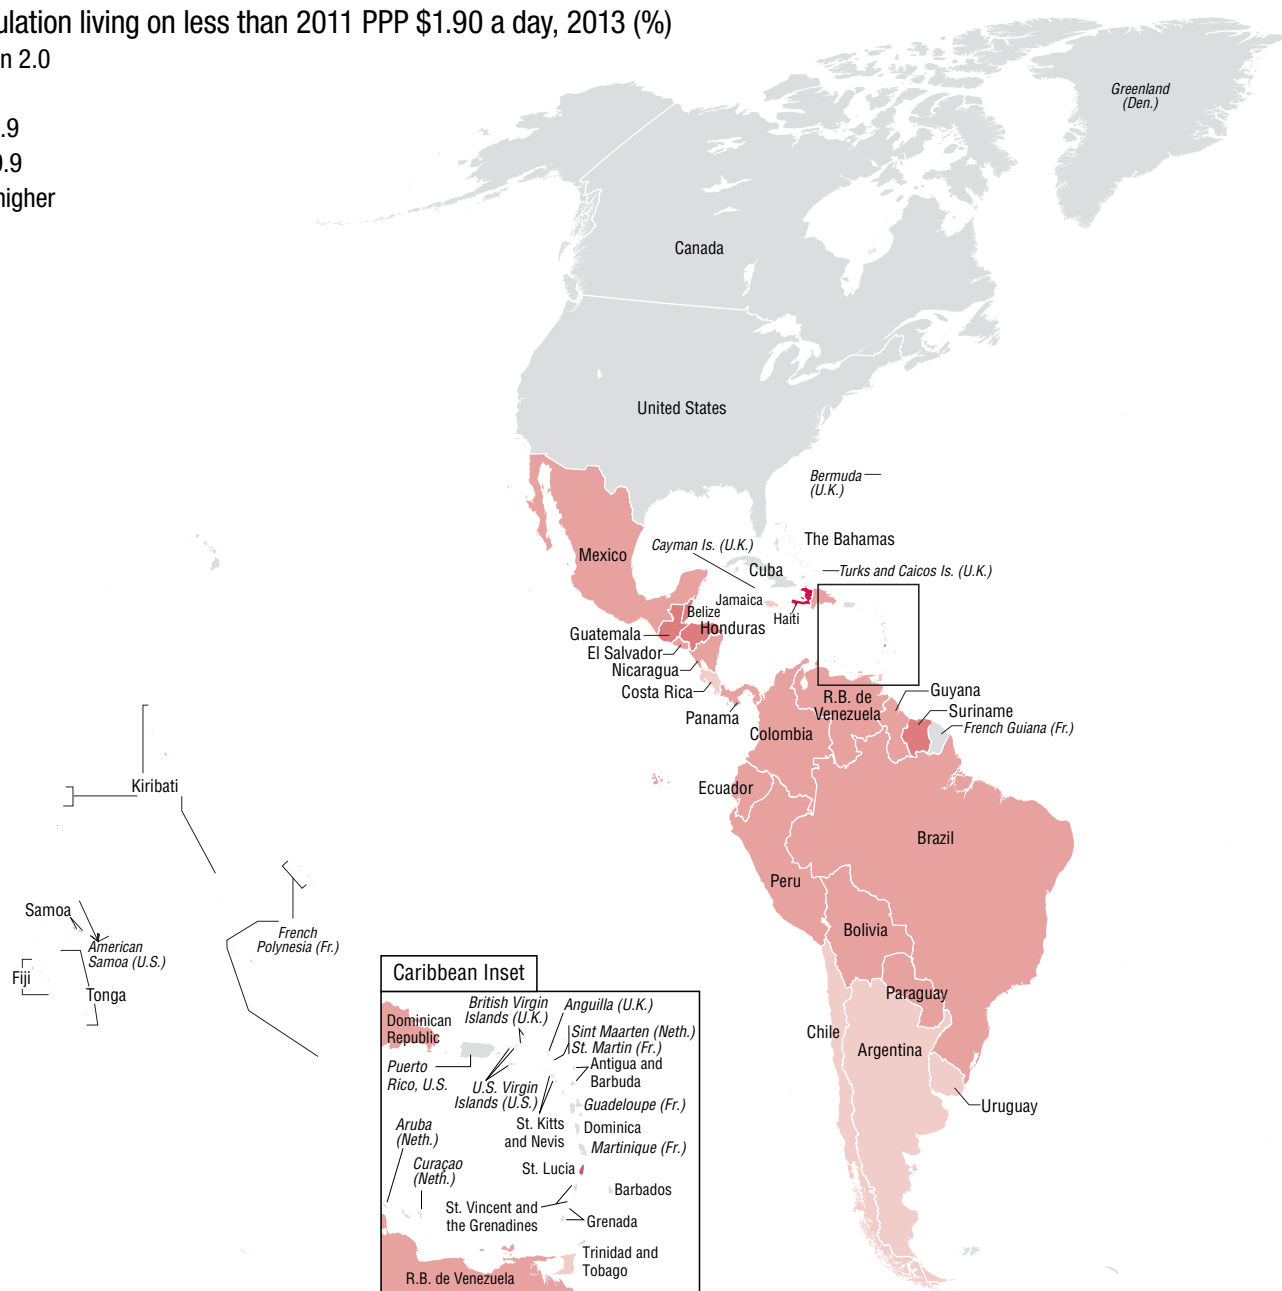 ulation living on less than 2011 PPP $1.90 a day, 2013 (%)
n 2.0
.9
0.9
higher
Greenland
(Den.)
Canada
United States
Bermuda
(U.K.)
The Bahamas
Cayman Is. (U.K.)
Mexico
Cuba
Turks and Caicos Is. (U.K.)
Jamaica
Belize
Haiti
Honduras
Guatemala
El Salvador
Nicaragua
Costa Rica
Panama
R.B. de
Venezuela
Guyana
Suriname
French Guiana (Fr.)
Colombia
Ecuador
Kiribati
Brazil
Peru
Samoa
American
Samoa (U.S.)
French
Polynesia (Fr.)
Fiji
Tonga
Bolivia
Paraguay
Chile
Argentina
Uruguay
Caribbean Inset
Dominican
Republic
British Virgin
Islands (U.K.)
Anguilla (U.K.)
Sint Maarten (Neth.)
St. Martin (Fr.)
Puerto
Rico, U.S.
U.S. Virgin
Islands (U.S.)
Antigua and
Barbuda
Guadeloupe (Fr.)
St. Kitts
and Nevis
Dominica
Martinique (Fr.)
Aruba
(Neth.)
Curaçao
(Neth.)
St. Lucia
Barbados
St. Vincent and
the Grenadines
Grenada
Trinidad and
Tobago
R.B. de Venezuela